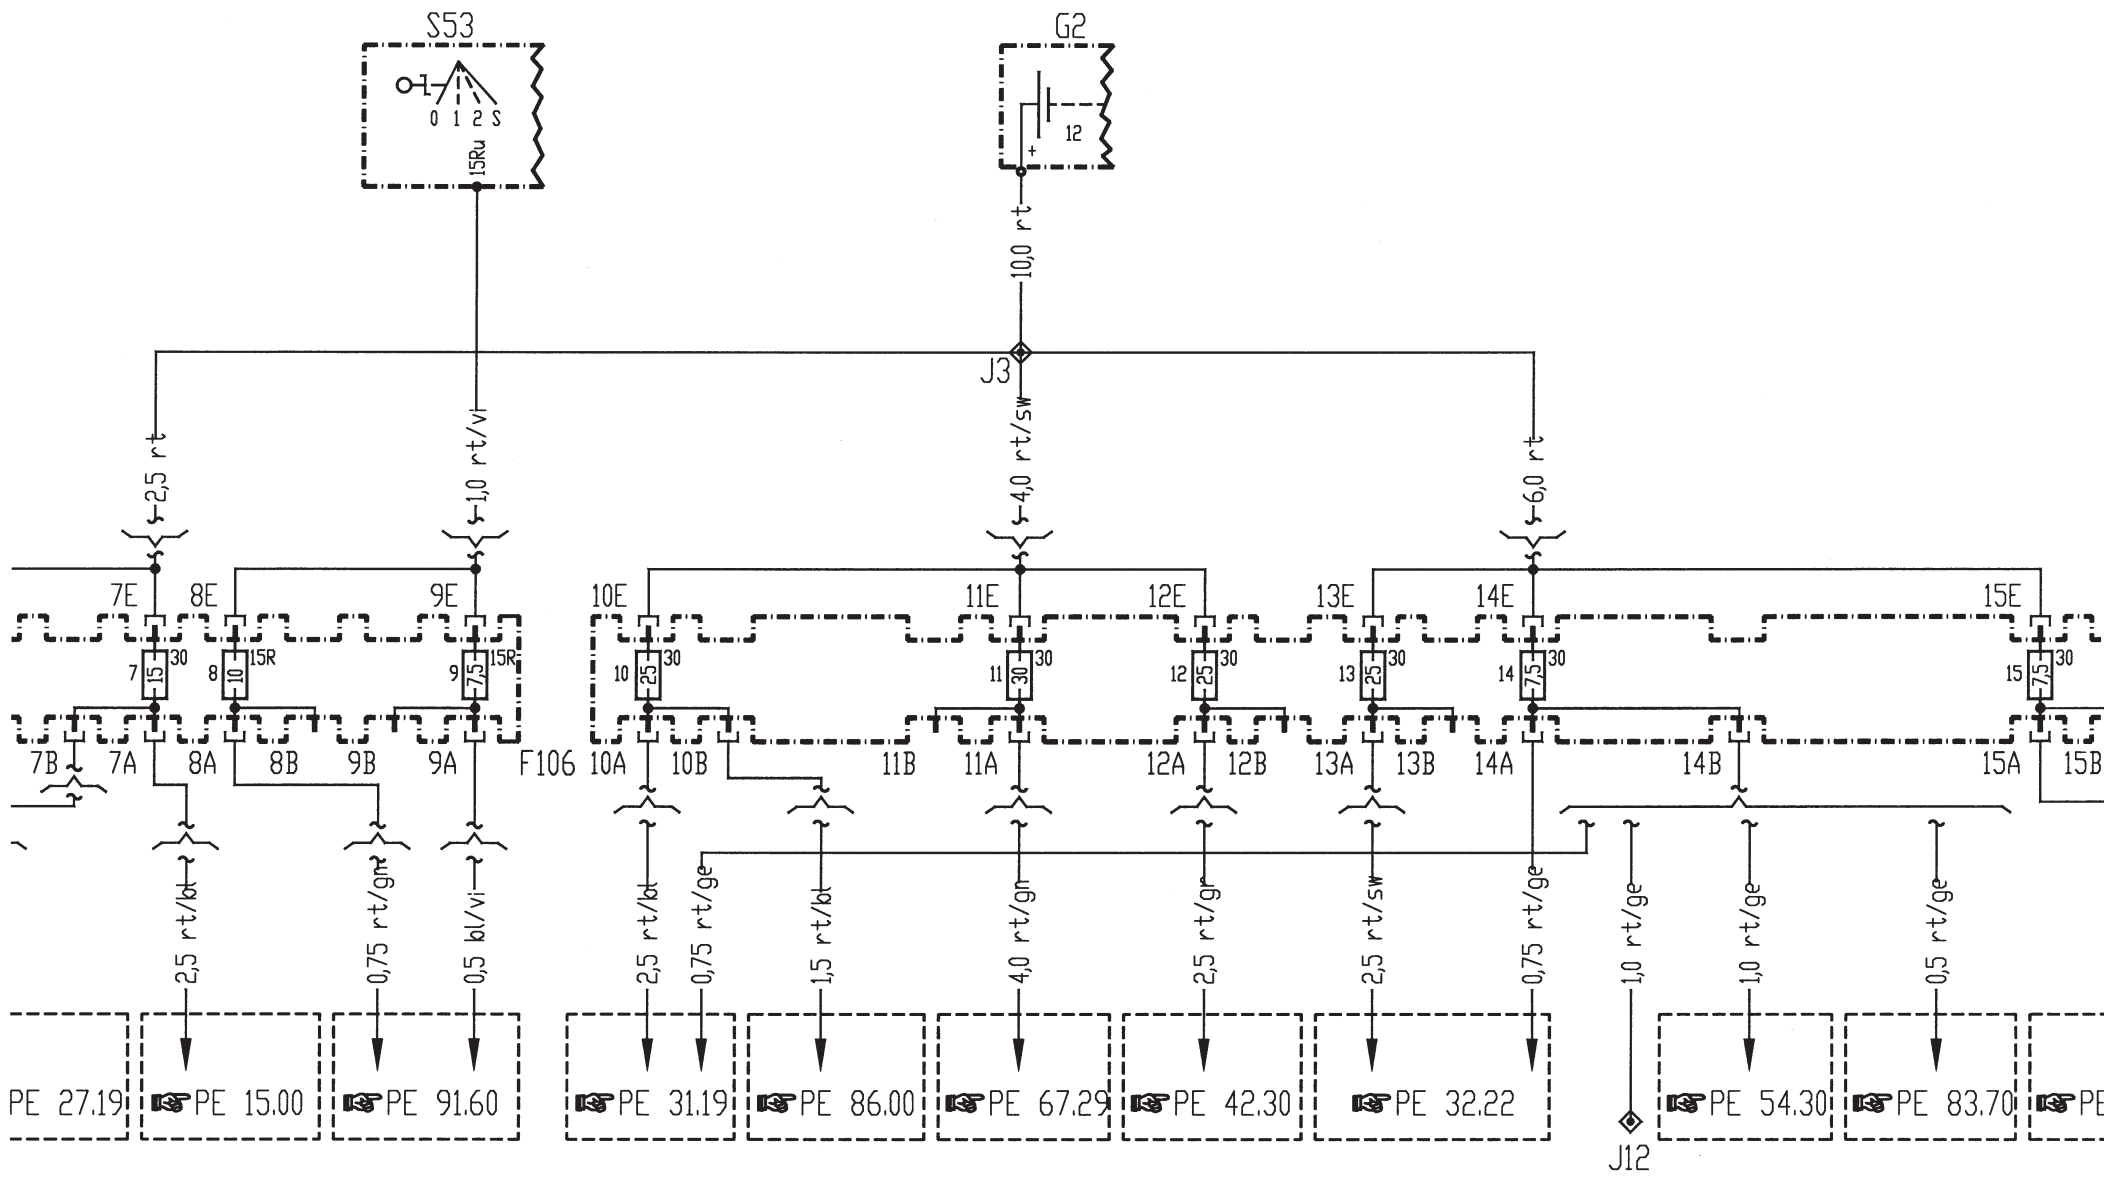 S53
G2
0 1 2 S
15Ru
12
+
10,0 rt
J3
2,5 rt
1,0 rt/vi
4,0 rt/sw
6,0 rt
7E 8E 9E 10E 11E 12E 13E 14E 15E
7 15 30
8 10 15R
9 7,5 15R
10 25 30
11 30 30
12 25 30
13 25 30
14 7,5 30
15 7,5 30
7B 7A 8A 8B 9B 9A F106 10A 10B 11B 11A 12A 12B 13A 13B 14A 14B 15A 15B
2,5 rt/bl
0,75 rt/gn
0,5 bl/vi
2,5 rt/bl
0,75 rt/ge
1,5 rt/bl
4,0 rt/gn
2,5 rt/gr
2,5 rt/sw
0,75 rt/ge
1,0 rt/ge
1,0 rt/ge
0,5 rt/ge
PE 27.19
PE 15.00
PE 91.60
PE 31.19
PE 86.00
PE 67.29
PE 42.30
PE 32.22
PE 54.30
PE 83.70
PE
J12